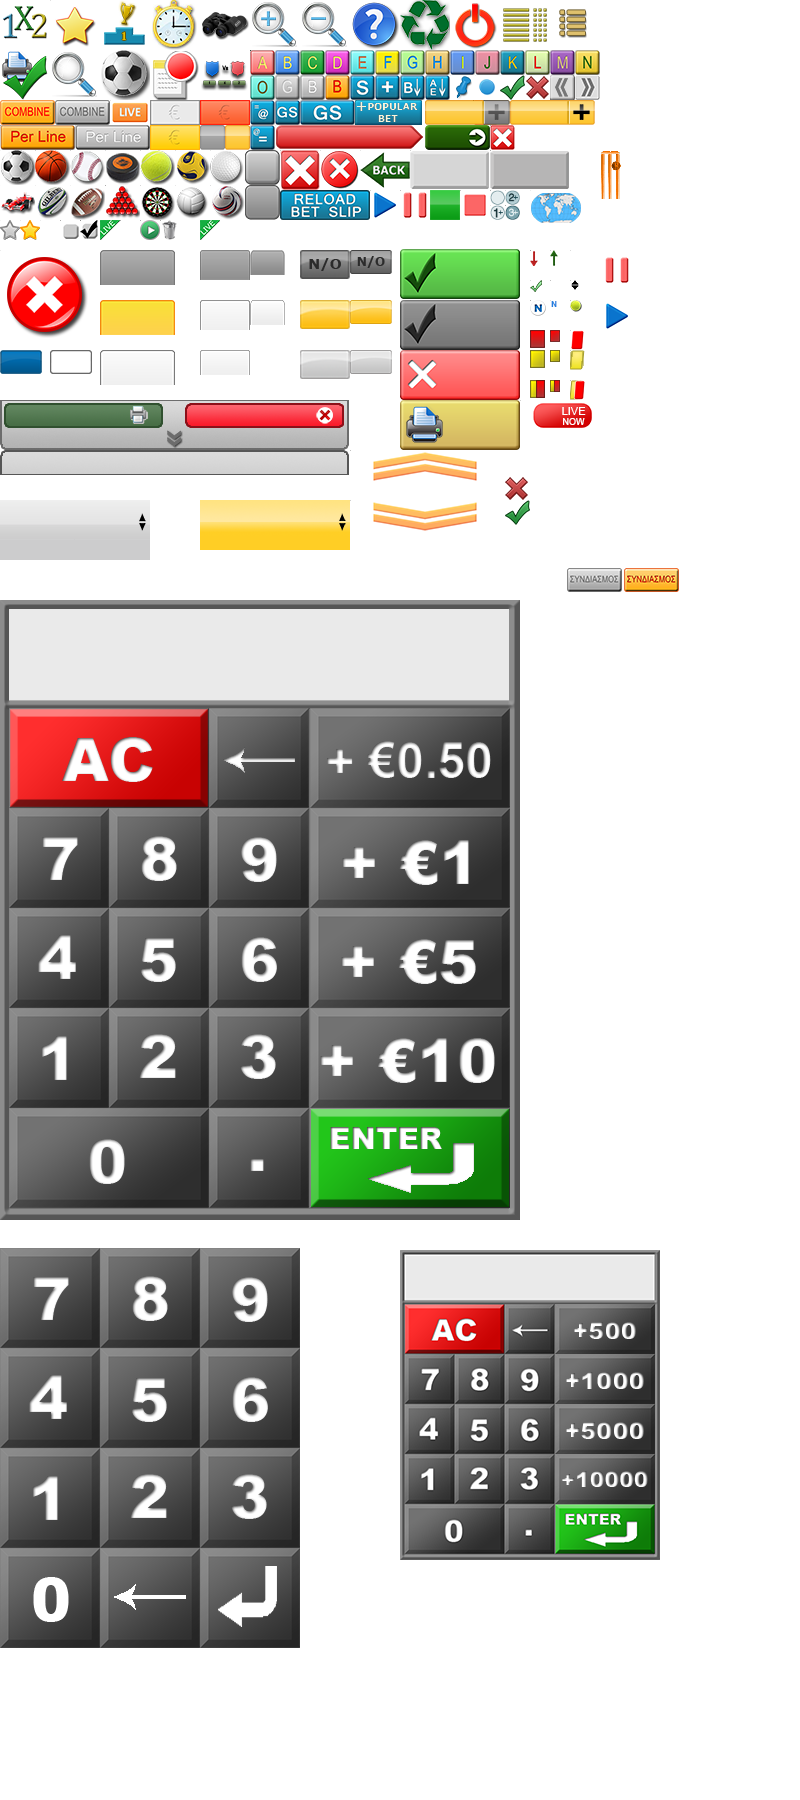 1X2 ?
A B C D E F G H I J K L M N
O G B B S + B A E
COMBINE COMBINE LIVE € € @ GS GS +POPULAR BET +
Per Line Per Line € =
BACK
RELOAD BET SLIP 2+ 1+ 3+
LIVE LIVE
N/O N/O
N N
LIVE
NOW
ΣΥΝΔΙΑΣΜΟΣ ΣΥΝΔΙΑΣΜΟΣ
AC + €0.50
7 8 9 + €1
4 5 6 + €5
1 2 3 + €10
0 . ENTER
7 8 9
4 5 6
1 2 3
0
AC +500
7 8 9 +1000
4 5 6 +5000
1 2 3 +10000
0 . ENTER